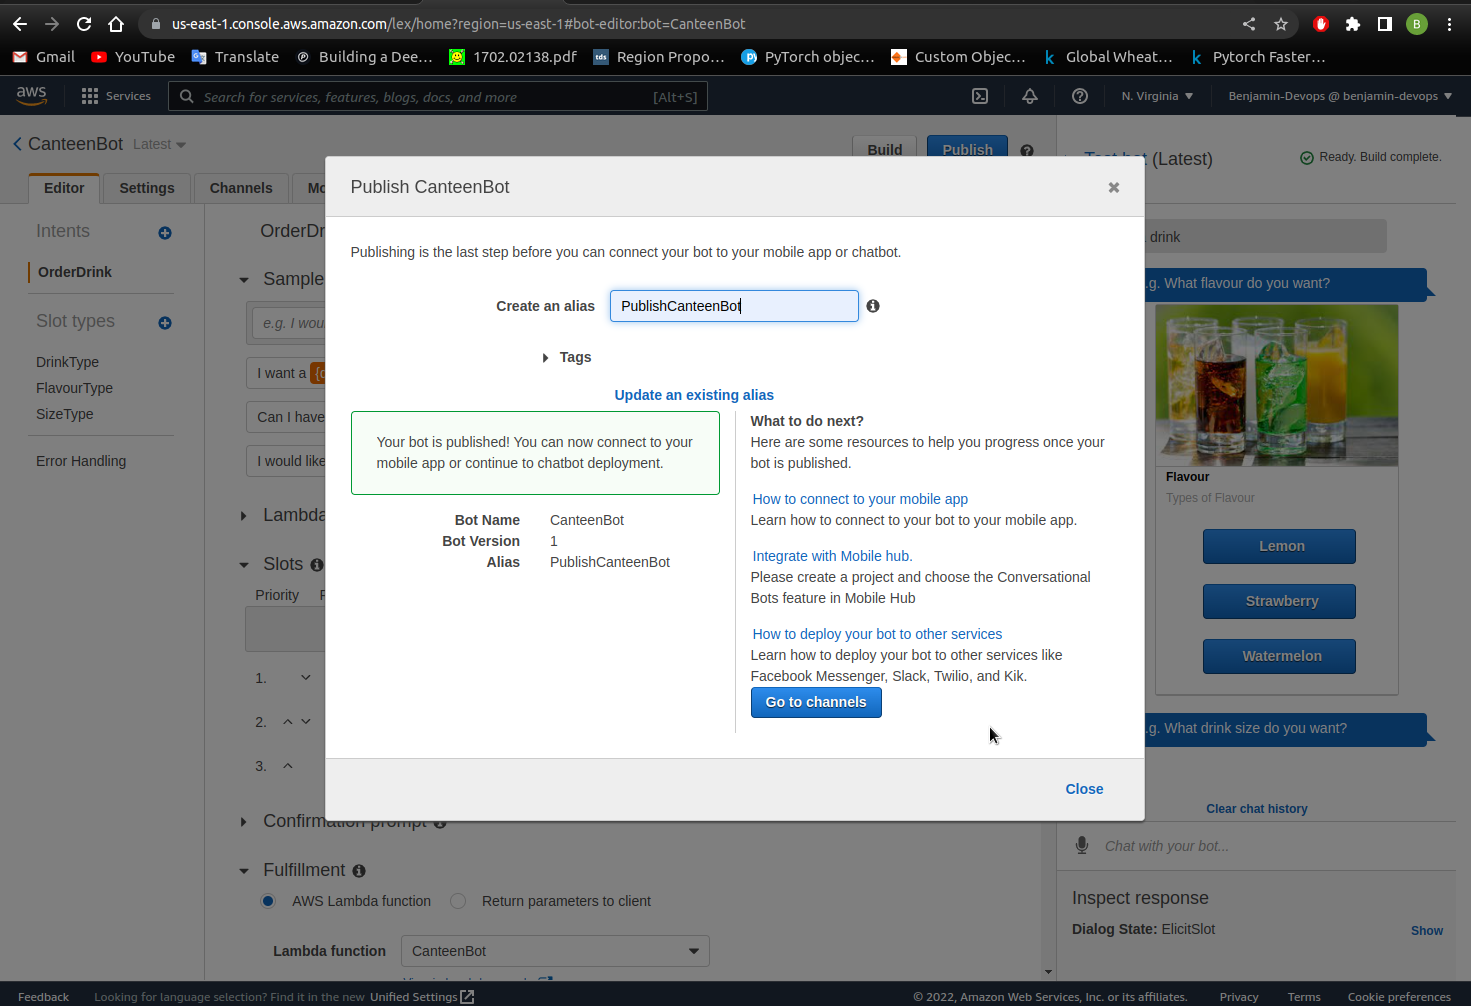 us-east-1.console.aws.amazon.com/lex/home?region=us-east-1#bot-editor:bot=CanteenBot
B
Gmail
YouTube
Translate
Building a Dee...
1702.02138.pdf
tds
Region Propo...
PyTorch objec...
Custom Objec...
k
Global Wheat...
k
Pytorch Faster...
aws
Services
Search for services, features, blogs, docs, and more
[Alt+S]
N. Virginia
Benjamin-Devops @ benjamin-devops
CanteenBot
Latest
Build
Publish
(Latest)
Ready. Build complete.
Editor
Settings
Channels
Publish CanteenBot
Publishing is the last step before you can connect your bot to your mobile app or chatbot.
Create an alias
PublishCanteenBot
Tags
Update an existing alias
Your bot is published! You can now connect to your
mobile app or continue to chatbot deployment.
Bot Name CanteenBot
Bot Version 1
Alias PublishCanteenBot
What to do next?
Here are some resources to help you progress once your
bot is published.
How to connect to your mobile app
Learn how to connect to your bot to your mobile app.
Integrate with Mobile hub.
Please create a project and choose the Conversational
Bots feature in Mobile Hub
How to deploy your bot to other services
Learn how to deploy your bot to other services like
Facebook Messenger, Slack, Twilio, and Kik.
Go to channels
Close
Intents
OrderDrink
Slot types
DrinkType
FlavourType
SizeType
Error Handling
OrderDr
Sample
e.g. I wou
I want a
Can I have
I would like
Lambda
Slots
Priority
1.
2.
3.
Confirmation prompt
Fulfillment
AWS Lambda function
Return parameters to client
Lambda function
CanteenBot
drink
.g. What flavour do you want?
Flavour
Types of Flavour
Lemon
Strawberry
Watermelon
.g. What drink size do you want?
Clear chat history
Chat with your bot...
Inspect response
Dialog State: ElicitSlot
Show
Feedback
Looking for language selection? Find it in the new Unified Settings
© 2022, Amazon Web Services, Inc. or its affiliates.
Privacy
Terms
Cookie preferences